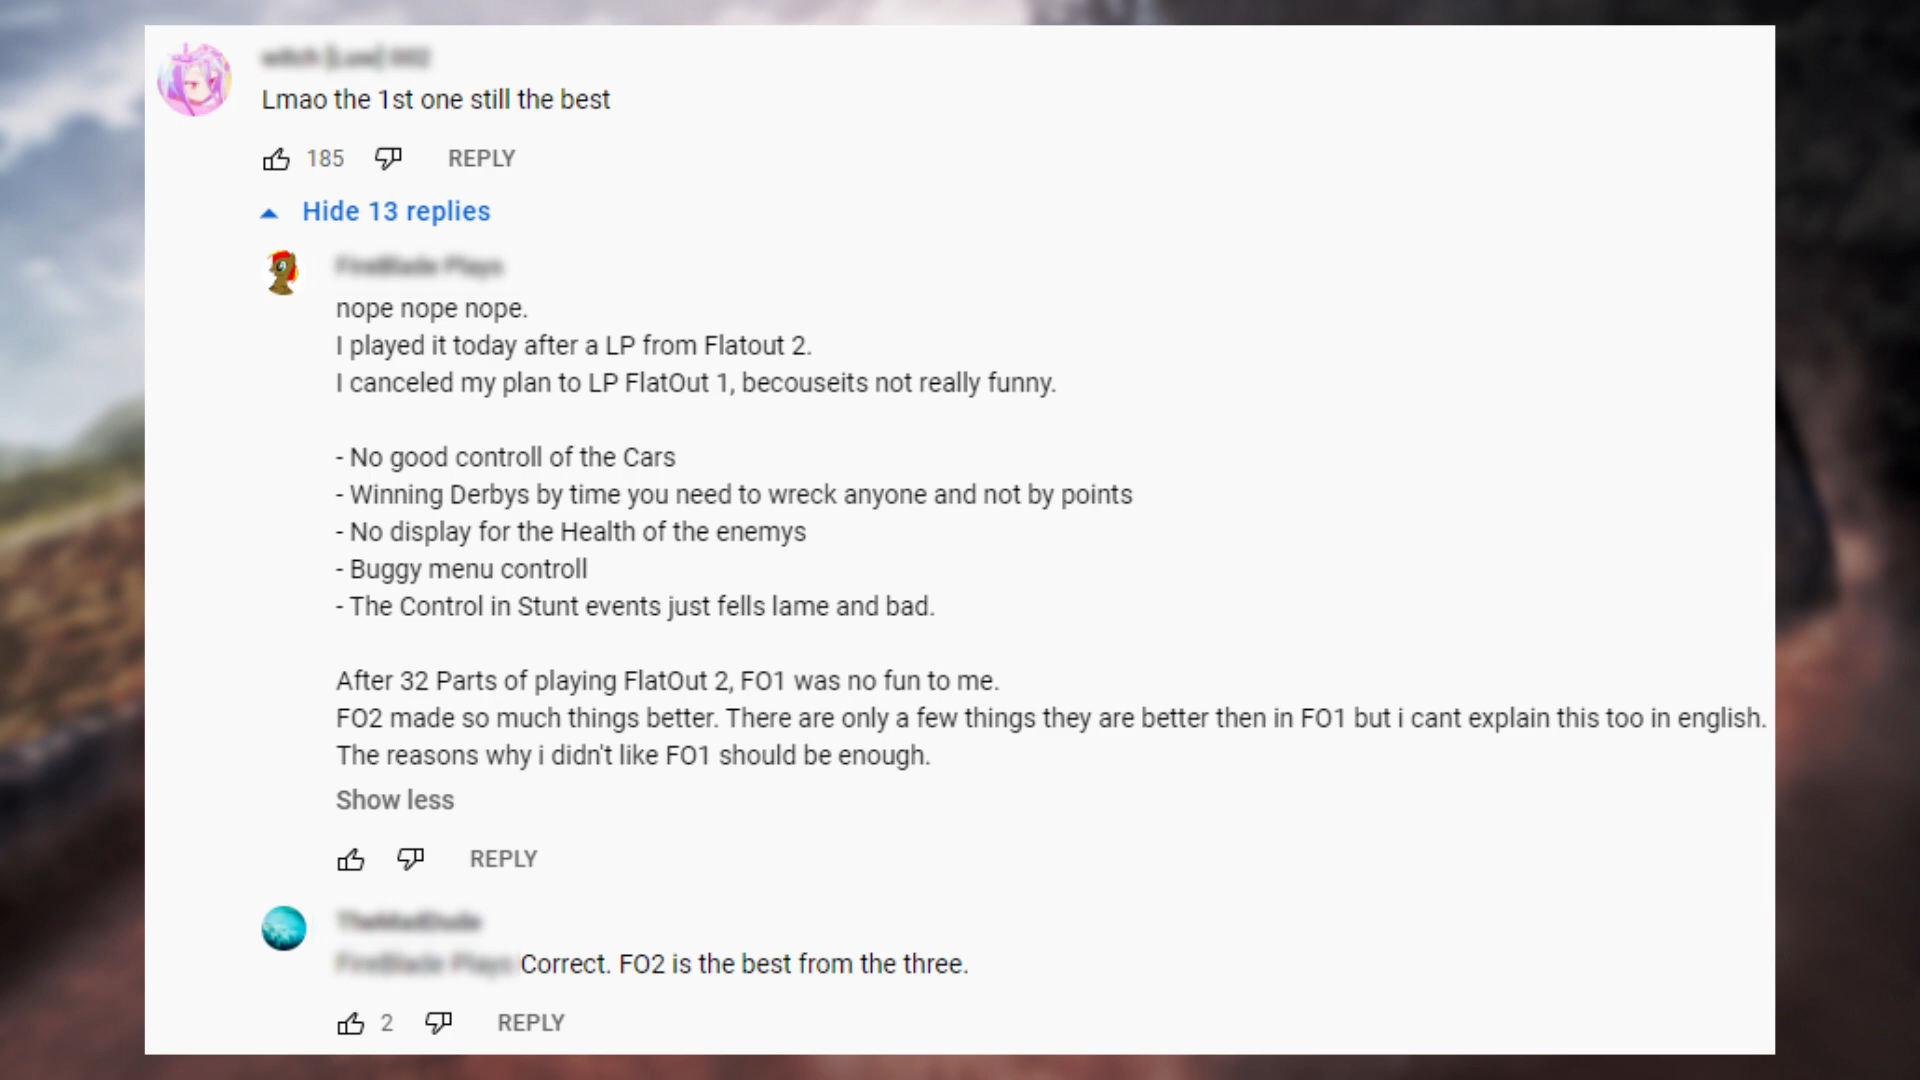 Lmao the 1st one still the best
185 REPLY
Hide 13 replies
nope nope nope.
I played it today after a LP from Flatout 2.
I canceled my plan to LP FlatOut 1, becouseits not really funny.
- No good controll of the Cars
- Winning Derbys by time you need to wreck anyone and not by points
- No display for the Health of the enemys
- Buggy menu controll
- The Control in Stunt events just fells lame and bad.
After 32 Parts of playing FlatOut 2, FO1 was no fun to me.
FO2 made so much things better. There are only a few things they are better then in FO1 but i cant explain this too in english.
The reasons why i didn't like FO1 should be enough.
Show less
REPLY
Correct. FO2 is the best from the three.
2 REPLY